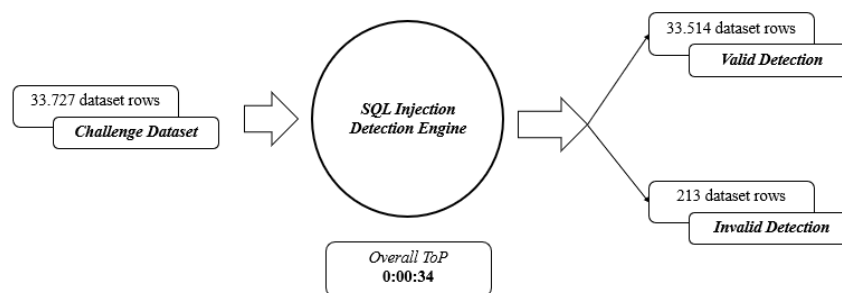 33.727 dataset rows
Challenge Dataset
SQL Injection
Detection Engine
Overall ToP
0:00:34
33.514 dataset rows
Valid Detection
213 dataset rows
Invalid Detection